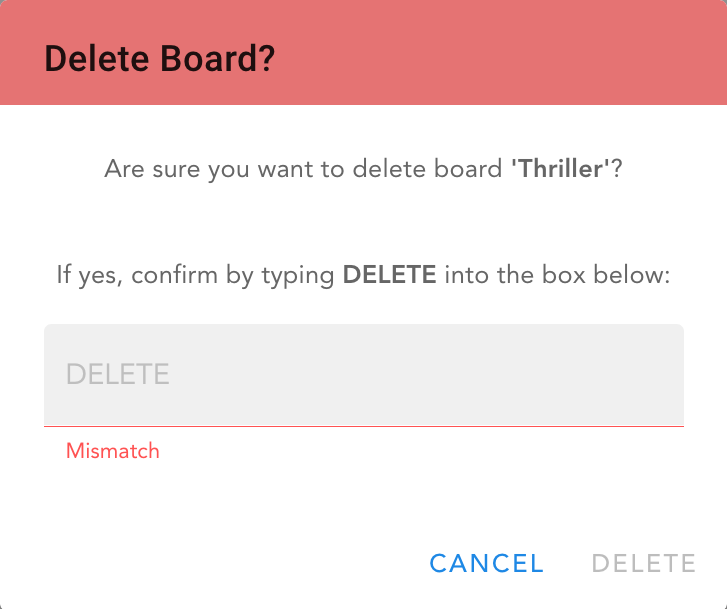 Delete Board?
Are sure you want to delete board 'Thriller'?
If yes, confirm by typing DELETE into the box below:
DELETE
Mismatch
CANCEL DELETE